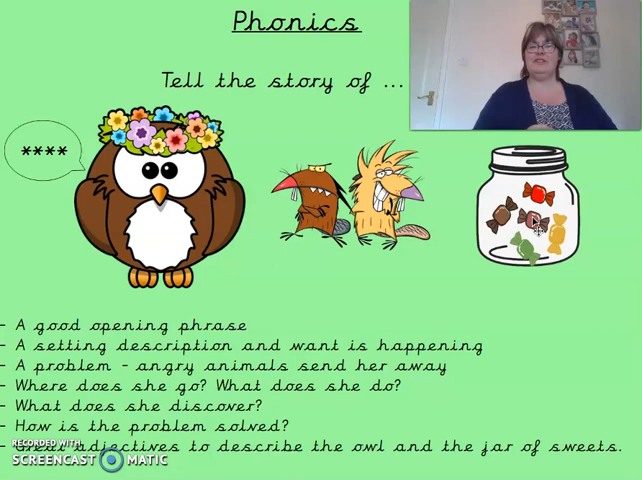 Phonics
Tell the story of ...
****
- A good opening phrase
- A setting description and want is happening
- A problem - angry animals send her away
- Where does she go? What does she do?
- What does she discover?
- How is the problem solved?
- adjectives to describe the owl and the jar of sweets.
RECORDED WITH
SCREENCAST MATIC